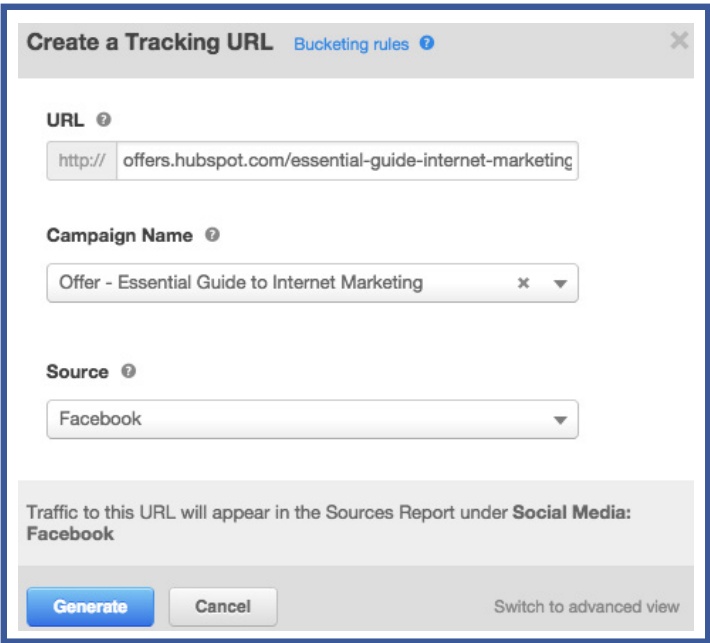 Create a Tracking URL Bucketing rules ?
×
URL ?
http:// offers.hubspot.com/essential-guide-internet-marketing
Campaign Name ?
Offer - Essential Guide to Internet Marketing ×
Source ?
Facebook
Traffic to this URL will appear in the Sources Report under Social Media:
Facebook
Generate Cancel Switch to advanced view